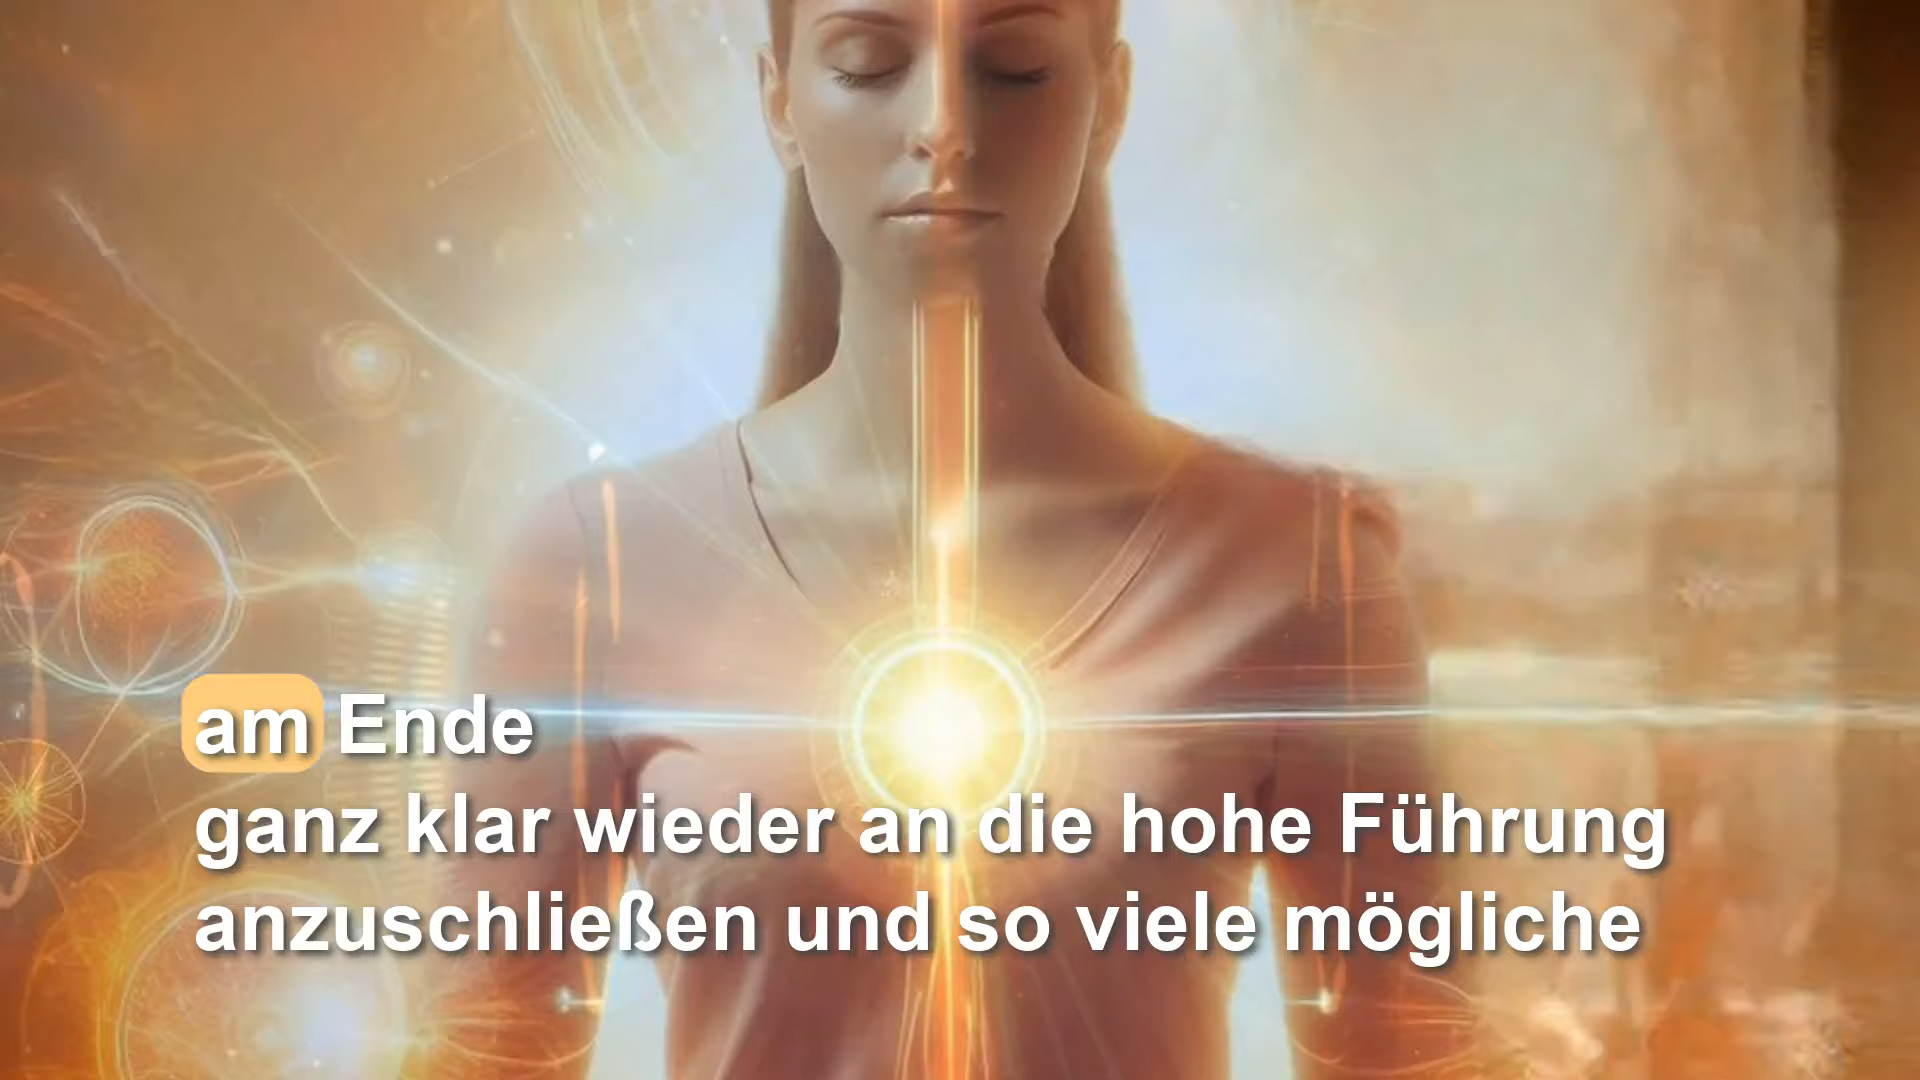 am Ende
ganz klar wieder an die hohe Führung
anzuschließen und so viele mögliche